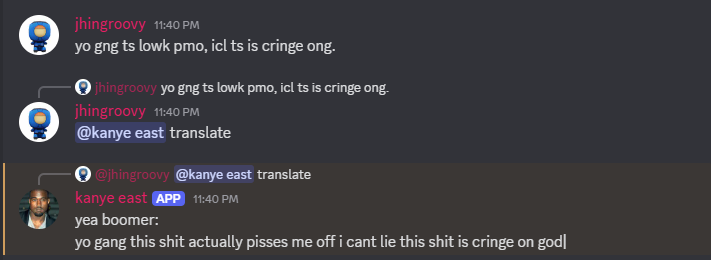 jhingroovy 11:40 PM
yo gng ts lowk pmo, icl ts is cringe ong.
jhingroovy yo gng ts lowk pmo, icl ts is cringe ong.
jhingroovy 11:40 PM
@kanye east translate
@jhingroovy @kanye east translate
kanye east APP 11:40 PM
yea boomer:
yo gang this shit actually pisses me off i cant lie this shit is cringe on god|